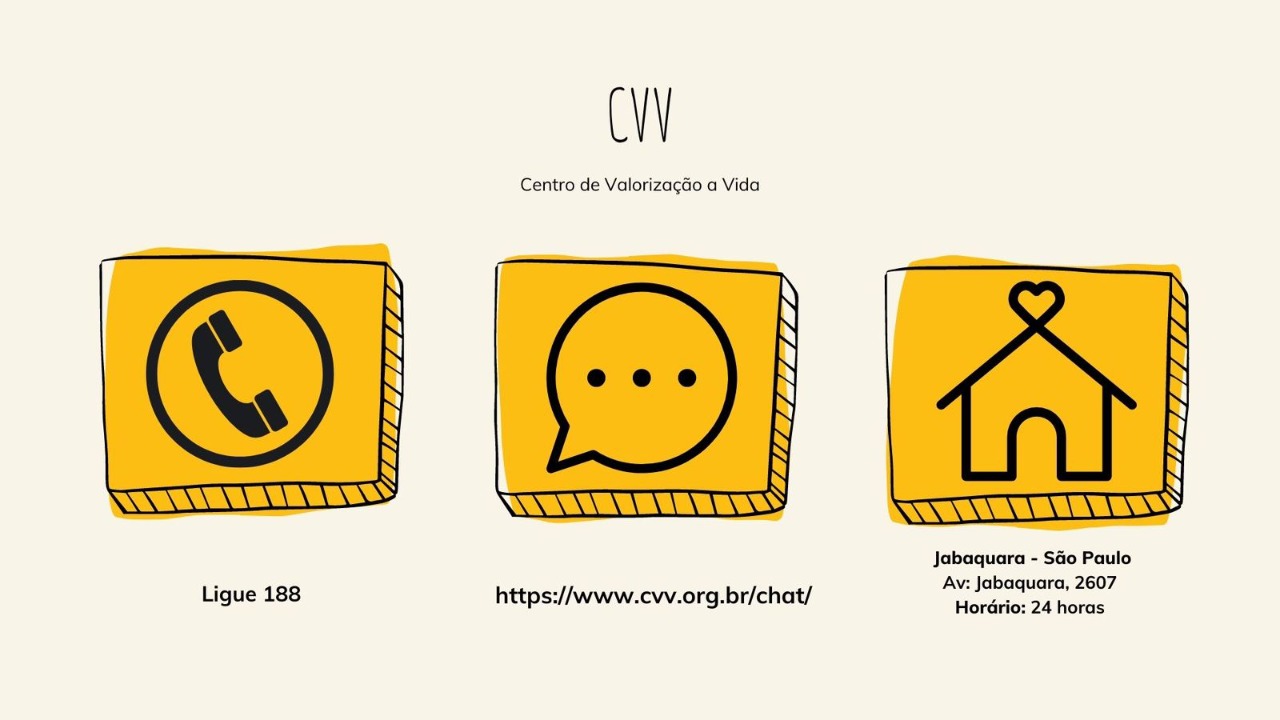 CVV
Centro de Valorização a Vida
Ligue 188
https://www.cvv.org.br/chat/
Jabaquara - São Paulo
Av: Jabaquara, 2607
Horário: 24 horas